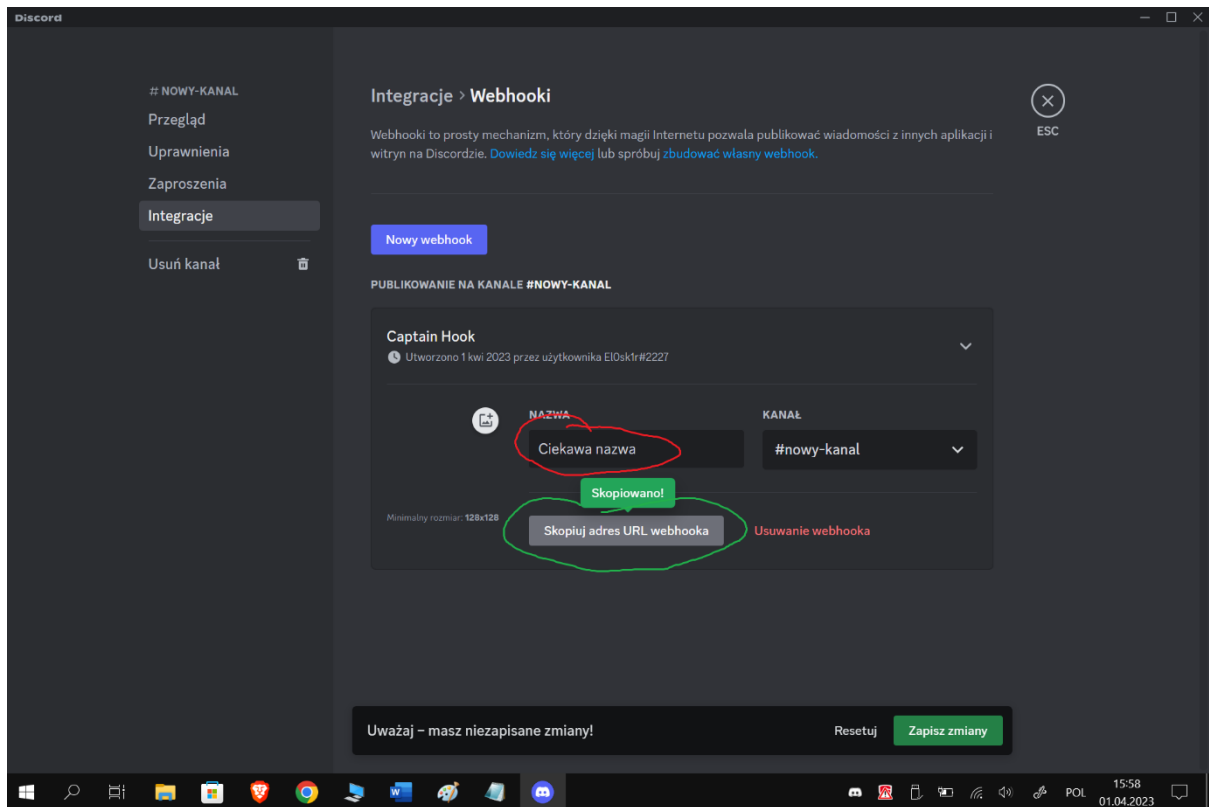 Discord
# NOWY-KANAL
Przegląd
Uprawnienia
Zaproszenia
Integracje
Usuń kanał
Integracje > Webhooki
ESC
Webhooki to prosty mechanizm, który dzięki magii Internetu pozwala publikować wiadomości z innych aplikacji i
witryn na Discordzie. Dowiedz się więcej lub spróbuj zbudować własny webhook.
Nowy webhook
PUBLIKOWANIE NA KANALE #NOWY-KANAL
Captain Hook
Utworzono 1 kwi 2023 przez użytkownika El0sk1r#2227
NAZWA
KANAŁ
Ciekawa nazwa
#nowy-kanal
Skopiowano!
Minimalny rozmiar: 128x128
Skopiuj adres URL webhooka
Usuwanie webhooka
Uważaj – masz niezapisane zmiany!
Resetuj
Zapisz zmiany
POL
15:58
01.04.2023